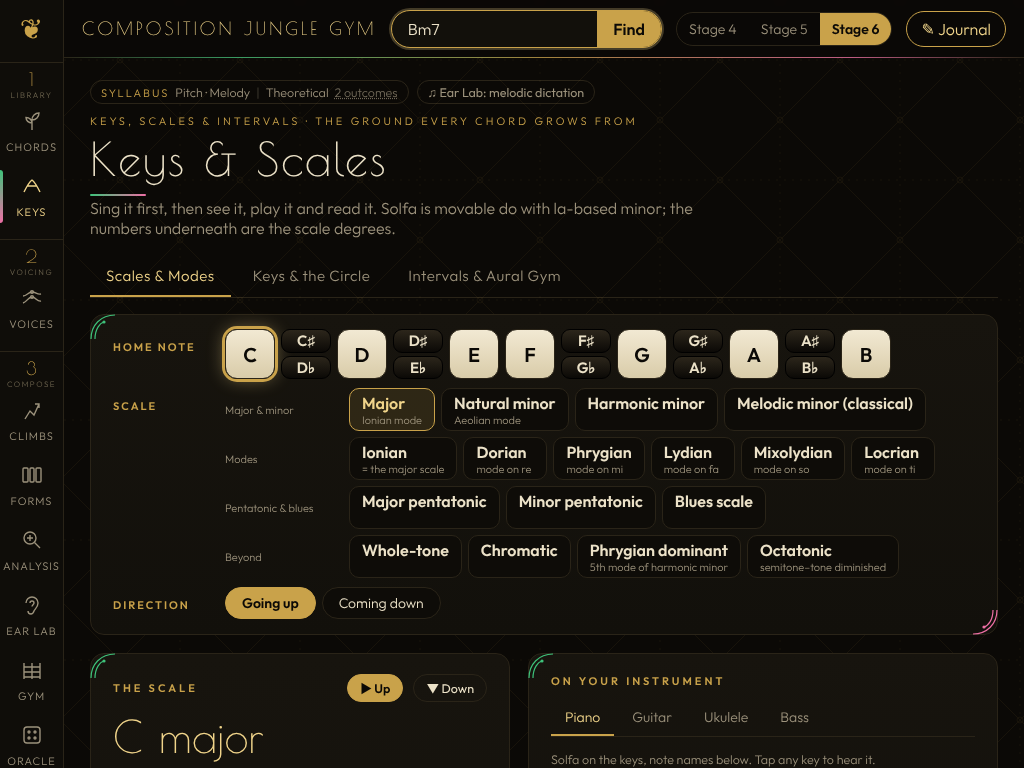 COMPOSITION JUNGLE GYM
Bm7
Find
Stage 4 Stage 5 Stage 6
✎ Journal
1
LIBRARY
CHORDS
KEYS
2
VOICING
VOICES
3
COMPOSE
CLIMBS
FORMS
ANALYSIS
EAR LAB
GYM
ORACLE
SYLLABUS Pitch · Melody | Theoretical 2 outcomes
♫ Ear Lab: melodic dictation
KEYS, SCALES & INTERVALS · THE GROUND EVERY CHORD GROWS FROM
Keys & Scales
Sing it first, then see it, play it and read it. Solfa is movable do with la-based minor; the
numbers underneath are the scale degrees.
Scales & Modes Keys & the Circle Intervals & Aural Gym
HOME NOTE
C C♯ D♭ D D♯ E♭ E F F♯ G♭ G G♯ A♭ A A♯ B♭ B
SCALE
Major & minor
Major
Ionian mode
Natural minor
Aeolian mode
Harmonic minor
Melodic minor (classical)
Modes
Ionian
= the major scale
Dorian
mode on re
Phrygian
mode on mi
Lydian
mode on fa
Mixolydian
mode on so
Locrian
mode on ti
Pentatonic & blues
Major pentatonic
Minor pentatonic
Blues scale
Beyond
Whole-tone
Chromatic
Phrygian dominant
5th mode of harmonic minor
Octatonic
semitone–tone diminished
DIRECTION
Going up Coming down
THE SCALE
▶ Up ▼ Down
C major
ON YOUR INSTRUMENT
Piano Guitar Ukulele Bass
Solfa on the keys, note names below. Tap any key to hear it.